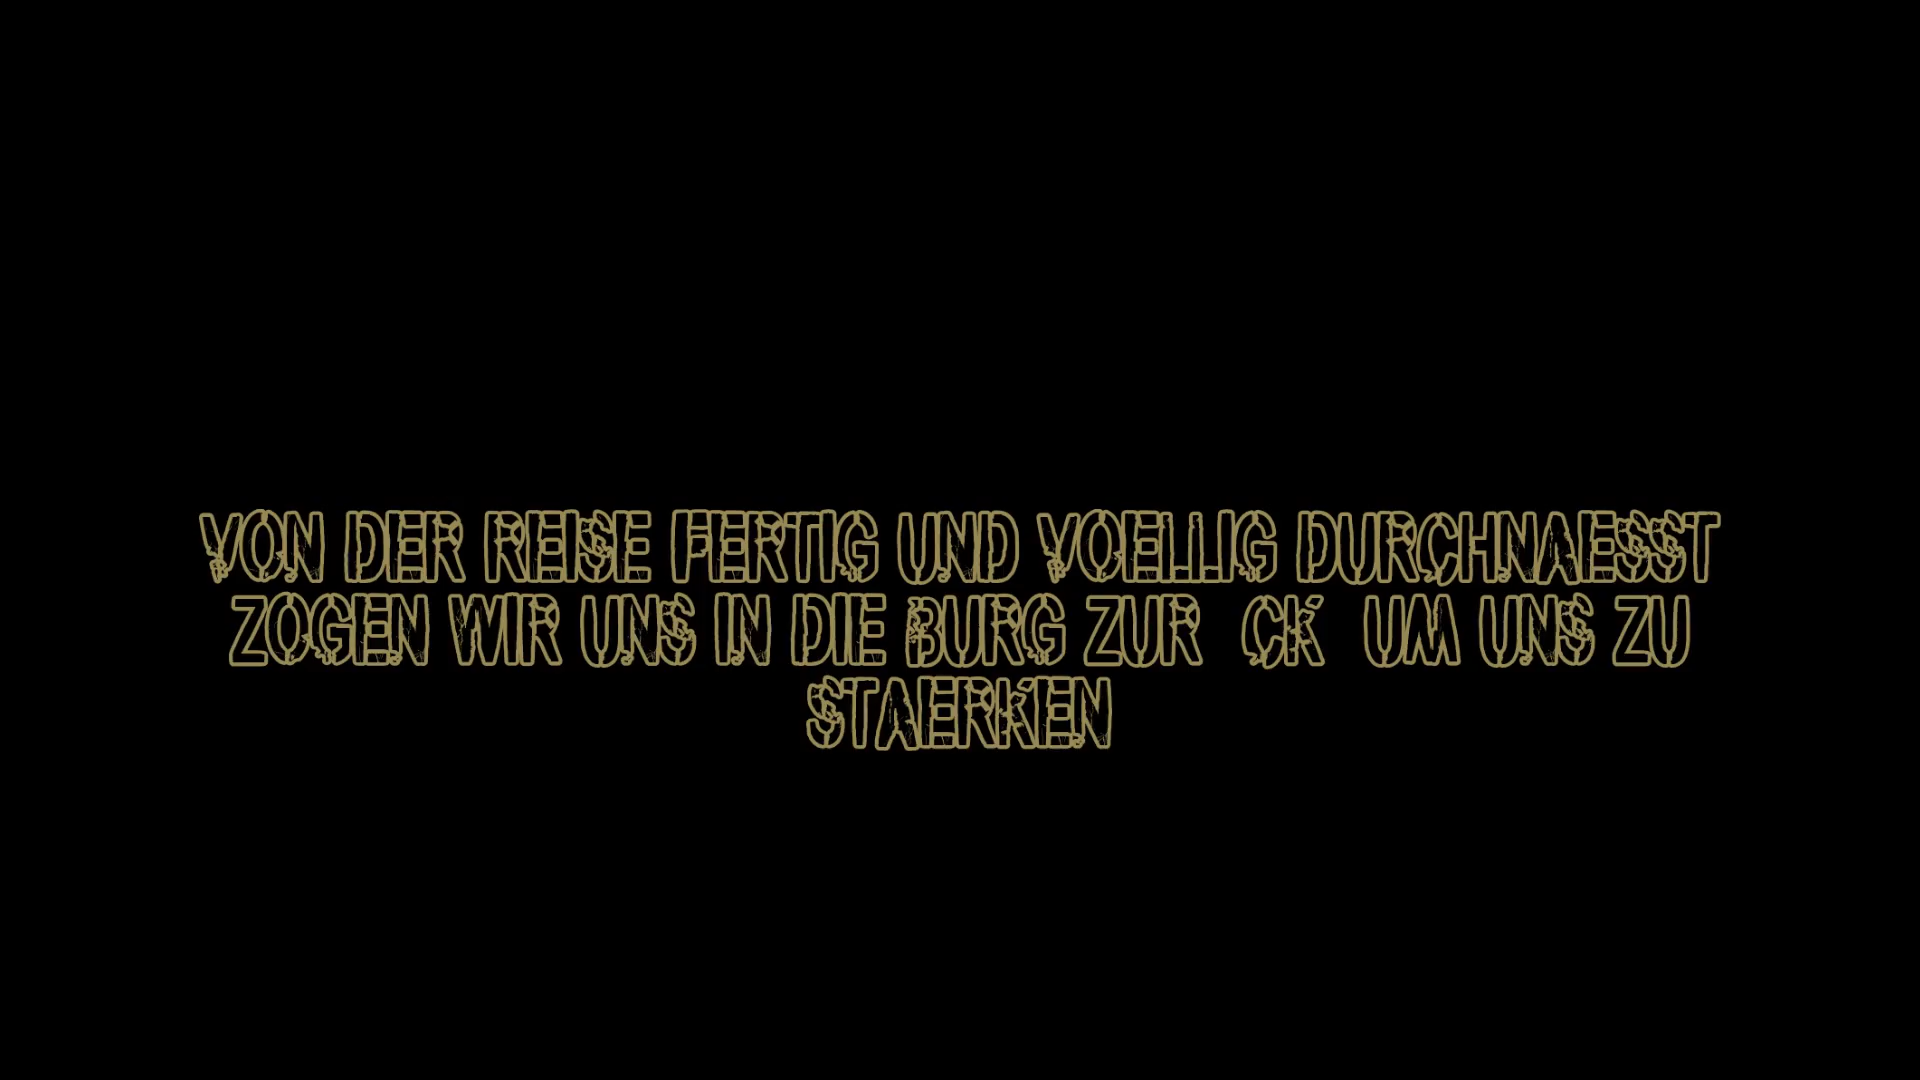 VON DER REISE FERTIG UND VOELLIG DURCHNAESST
ZOGEN WIR UNS IN DIE BURG ZUR CK UM UNS ZU
STAERKEN